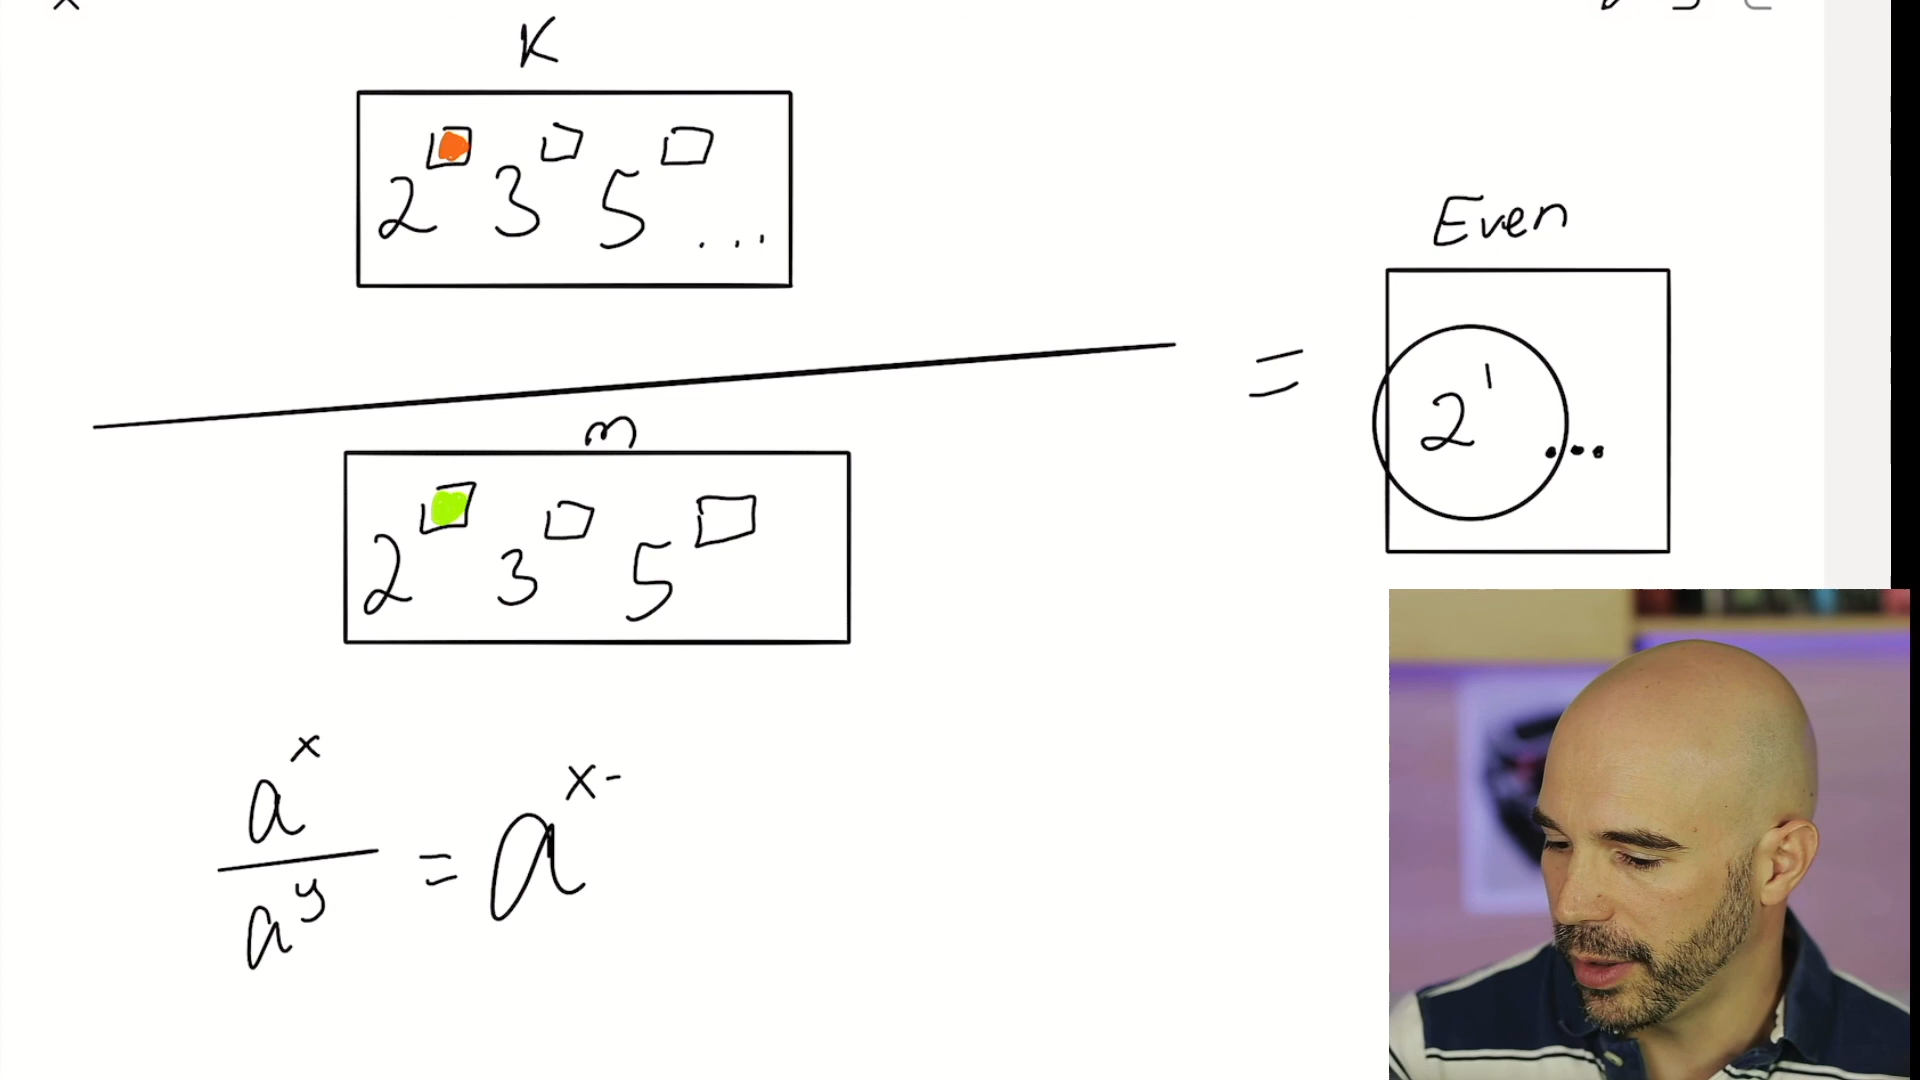 K
2^□ 3^□ 5^□ ...
Even
=
2^1 ...
m
2^□ 3^□ 5^□
a^x / a^y = a^x-